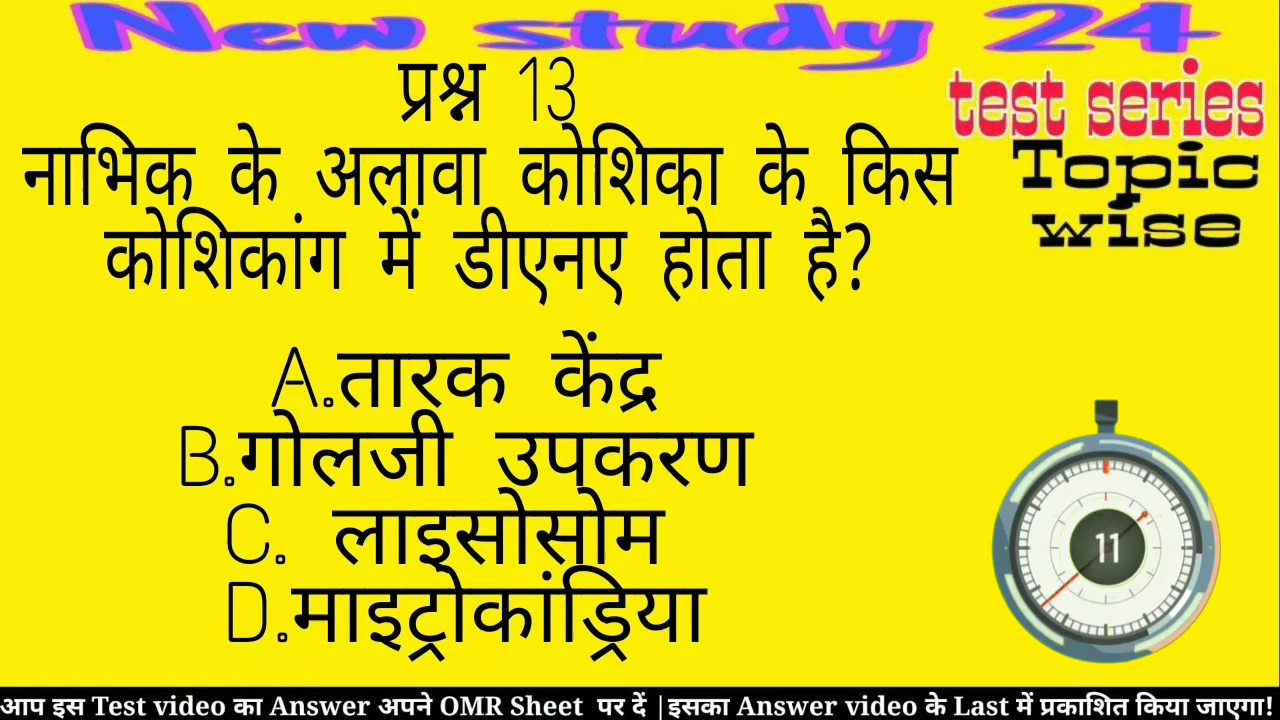 New study 24
test series
Topic
wise
प्रश्न 13
नाभिक के अलावा कोशिका के किस
कोशिकांग में डीएनए होता है?
A.तारक केंद्र
B.गोलजी उपकरण
C. लाइसोसोम
D.माइट्रोकांड्रिया
11
आप इस Test video का Answer अपने OMR Sheet पर दें |इसका Answer video के Last में प्रकाशित किया जाएगा!